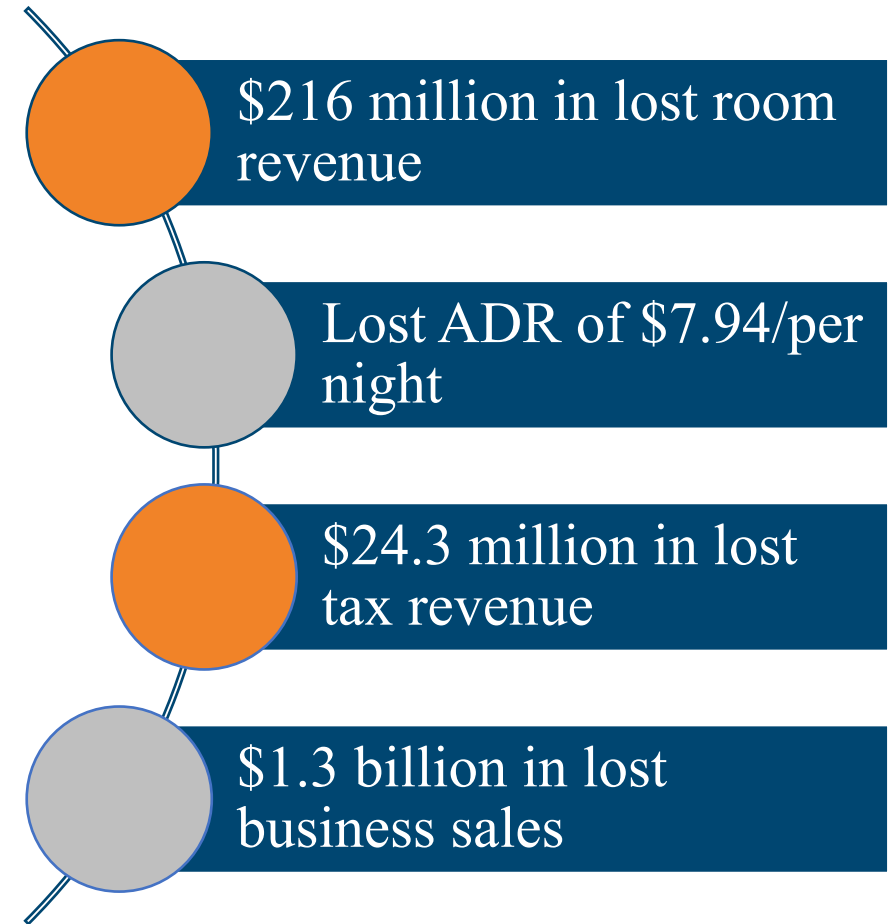 $216 million in lost room
revenue
Lost ADR of $7.94/per
night
$24.3 million in lost
tax revenue
$1.3 billion in lost
business sales